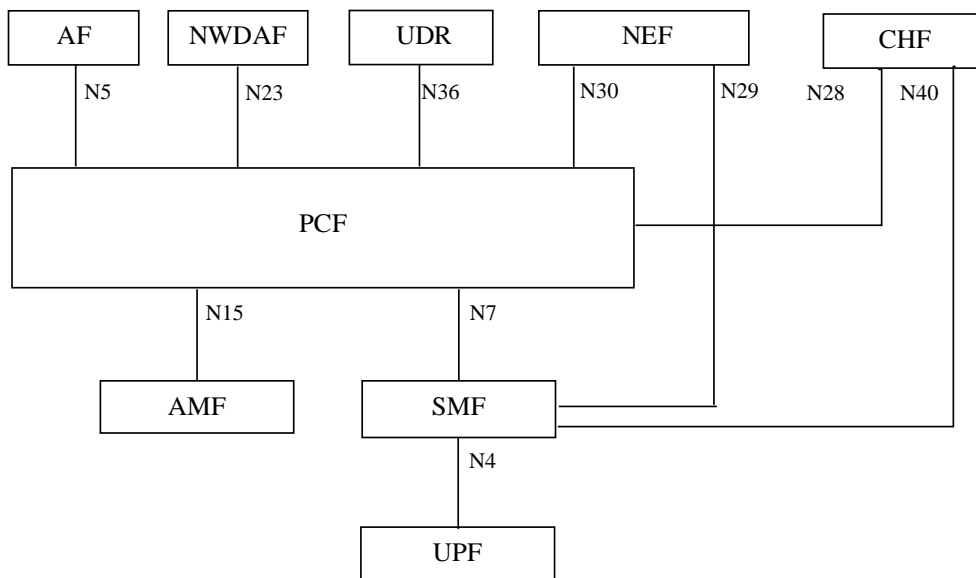 AF
NWDAF
UDR
NEF
CHF
N5
N23
N36
N30
N29
N28
N40
PCF
N15
N7
AMF
SMF
N4
UPF